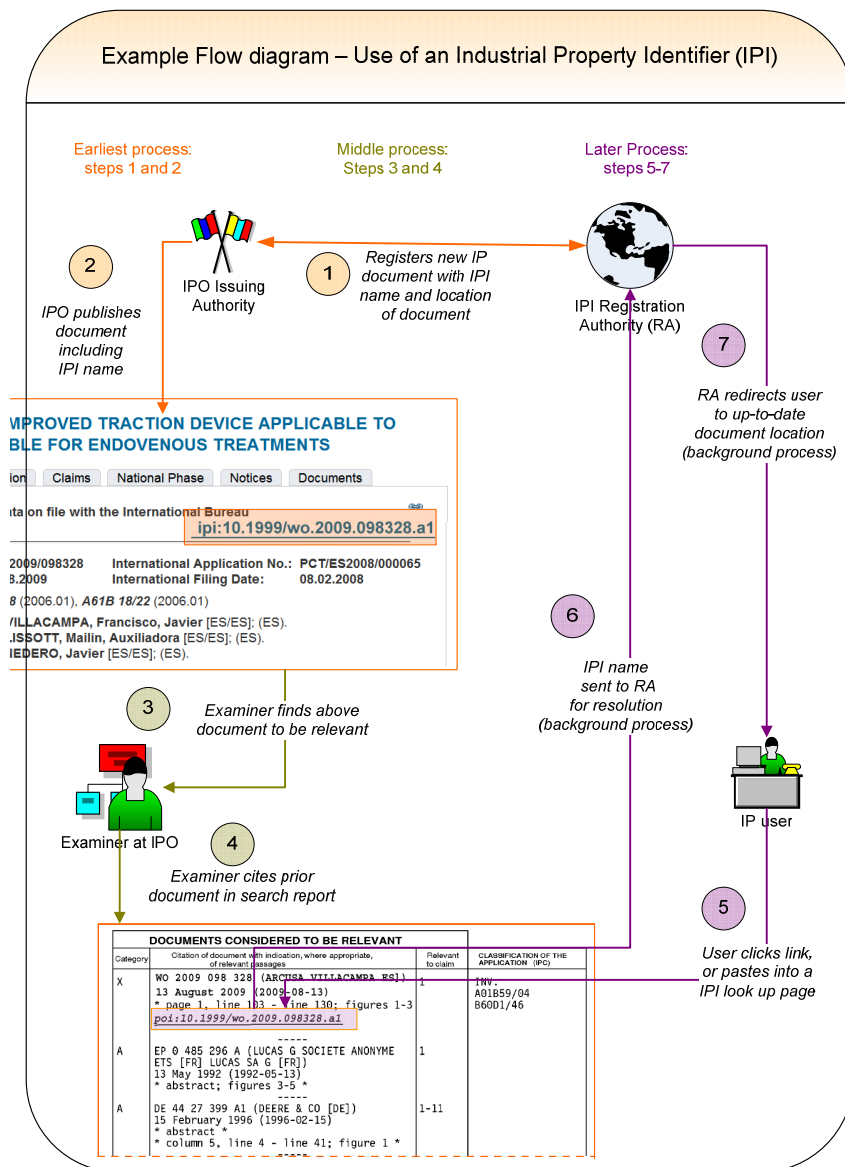 Example Flow diagram – Use of an Industrial Property Identifier (IPI)
Earliest process:
steps 1 and 2
Middle process:
Steps 3 and 4
Later Process:
steps 5-7
2
IPO publishes
document
including
IPI name
IPO Issuing
Authority
1
Registers new IP
document with IPI
name and location
of document
IPI Registration
Authority (RA)
7
RA redirects user
to up-to-date
document location
(background process)
MPROVED TRACTION DEVICE APPLICABLE TO
BLE FOR ENDOVENOUS TREATMENTS
ion Claims National Phase Notices Documents
ata on file with the International Bureau
ipi:10.1999/wo.2009.098328.a1
2009/098328 International Application No.: PCT/ES2008/000065
8.2009 International Filing Date: 08.02.2008
8 (2006.01), A61B 18/22 (2006.01)
VILLACAMPA, Francisco, Javier [ES/ES]; (ES).
LISSOTT, Mailin, Auxiliadora [ES/ES]; (ES).
NEDERO, Javier [ES/ES]; (ES).
6
IPI name
sent to RA
for resolution
(background process)
3
Examiner finds above
document to be relevant
Examiner at IPO
IP user
4
Examiner cites prior
document in search report
5
User clicks link,
or pastes into a
IPI look up page
DOCUMENTS CONSIDERED TO BE RELEVANT
Category Citation of document with indication, where appropriate,
of relevant passages
Relevant
to claim
CLASSIFICATION OF THE
APPLICATION (IPC)
X WO 2009 098 328 (ARCUSA VILLACAMPA ES]) 1 INV.
13 August 2009 (2009-08-13) A01B59/04
* page 1, line 103 - line 130; figures 1-3 B60D1/46
poi:10.1999/wo.2009.098328.a1
-----
A EP 0 485 296 A (LUCAS G SOCIETE ANONYME 1
ETS [FR] LUCAS SA G [FR])
13 May 1992 (1992-05-13)
* abstract; figures 3-5 *
-----
A DE 44 27 399 A1 (DEERE & CO [DE]) 1-11
15 February 1996 (1996-02-15)
* abstract *
* column 5, line 4 - line 41; figure 1 *
-----